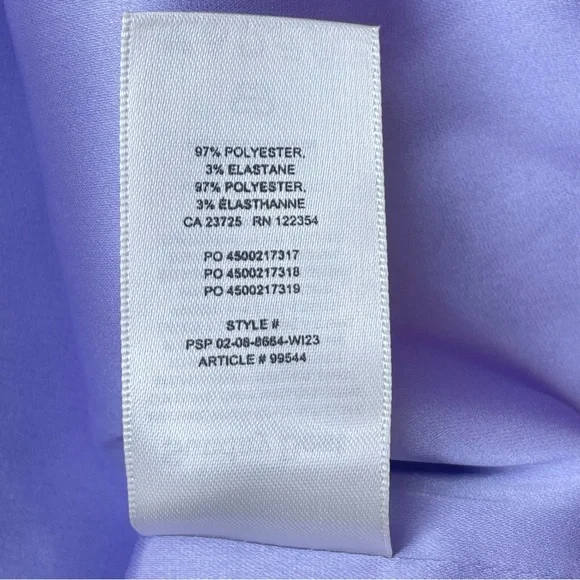 97% POLYESTER,
3% ELASTANE
97% POLYESTER,
3% ÉLASTHANNE
CA 23725 RN 122354
PO 4500217317
PO 4500217318
PO 4500217319
STYLE #
PSP 02-08-8664-WI23
ARTICLE # 99544